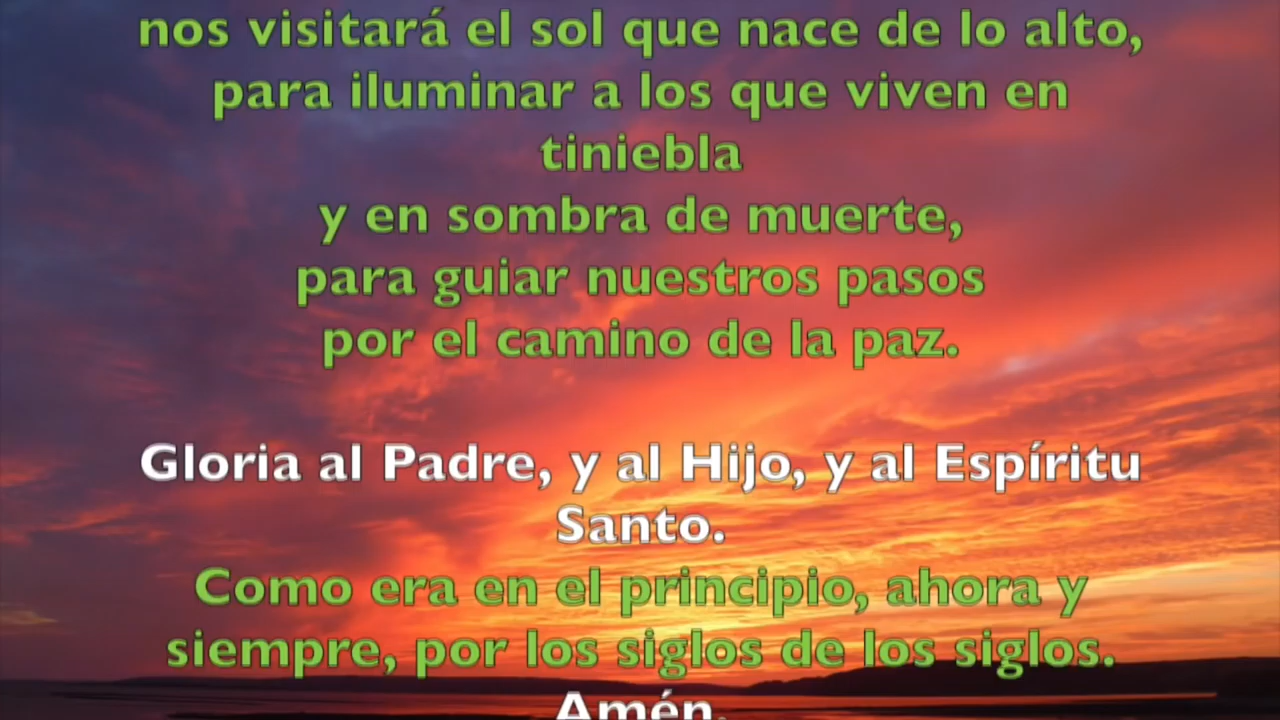 nos visitará el sol que nace de lo alto,
para iluminar a los que viven en
tiniebla
y en sombra de muerte,
para guiar nuestros pasos
por el camino de la paz.
Gloria al Padre, y al Hijo, y al Espíritu
Santo.
Como era en el principio, ahora y
siempre, por los siglos de los siglos.
Amén.